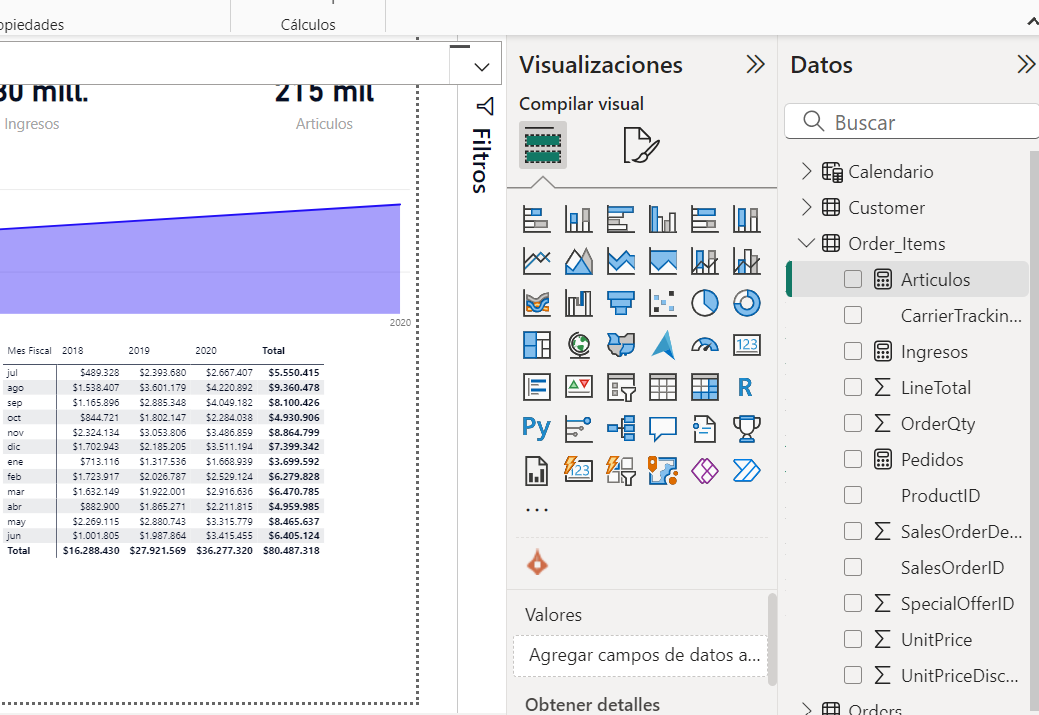 opiedades
Cálculos
80 mill.
Ingresos
215 mil
Articulos
2020
Mes Fiscal 2018 2019 2020 Total
jul $489.328 $2.393.680 $2.667.407 $5.550.415
ago $1.538.407 $3.601.179 $4.220.892 $9.360.478
sep $1.165.896 $2.885.348 $4.049.182 $8.100.426
oct $844.721 $1.802.147 $2.284.038 $4.930.906
nov $2.324.134 $3.053.806 $3.486.859 $8.864.799
dic $1.702.943 $2.185.205 $3.511.194 $7.399.342
ene $713.116 $1.317.536 $1.668.939 $3.699.592
feb $1.723.917 $2.026.787 $2.529.124 $6.279.828
mar $1.632.149 $1.922.001 $2.916.636 $6.470.785
abr $882.900 $1.865.271 $2.211.815 $4.959.985
may $2.269.115 $2.880.743 $3.315.779 $8.465.637
jun $1.001.805 $1.987.864 $3.415.455 $6.405.124
Total $16.288.430 $27.921.569 $36.277.320 $80.487.318
Filtros
Visualizaciones
Compilar visual
123
R
Py
123
Valores
Agregar campos de datos a...
Obtener detalles
Datos
Buscar
Calendario
Customer
Order_Items
Articulos
CarrierTrackin...
Ingresos
LineTotal
OrderQty
Pedidos
ProductID
SalesOrderDe...
SalesOrderID
SpecialOfferID
UnitPrice
UnitPriceDisc...
Orders